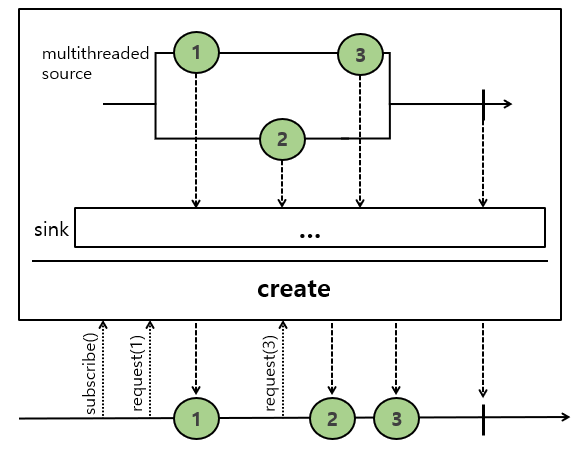 multithreaded
source
1
3
2
sink
...
create
subscribe()
request(1)
request(3)
1
2
3